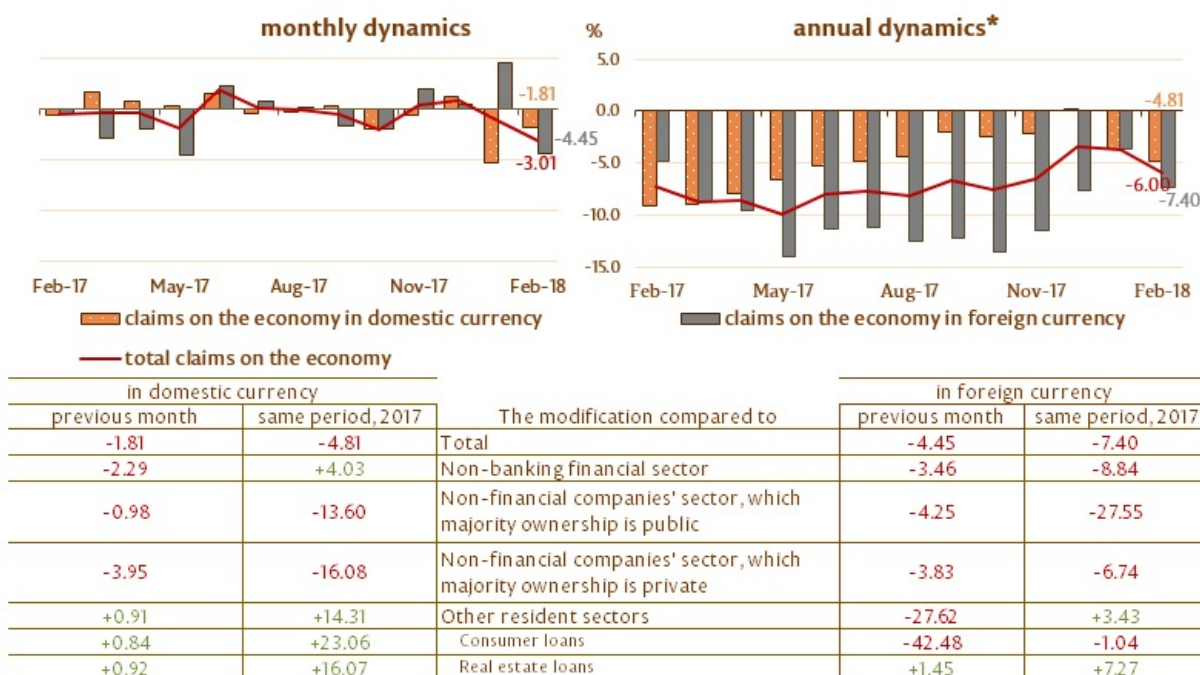 monthly dynamics
% annual dynamics*
5.0
-1.81
0.0
-4.81
-4.45
-3.01
-5.0
-6.00
-7.40
-10.0
-15.0
Feb-17 May-17 Aug-17 Nov-17 Feb-18
Feb-17 May-17 Aug-17 Nov-17 Feb-18
claims on the economy in domestic currency
claims on the economy in foreign currency
total claims on the economy
in domestic currency in foreign currency
previous month same period, 2017 The modification compared to previous month same period, 2017
-1.81 -4.81 Total -4.45 -7.40
-2.29 +4.03 Non-banking financial sector -3.46 -8.84
-0.98 -13.60 Non-financial companies' sector, which -4.25 -27.55
majority ownership is public
-3.95 -16.08 Non-financial companies' sector, which -3.83 -6.74
majority ownership is private
+0.91 +14.31 Other resident sectors -27.62 +3.43
+0.84 +23.06 Consumer loans -42.48 -1.04
+0.92 +16.07 Real estate loans +1.45 +7.27